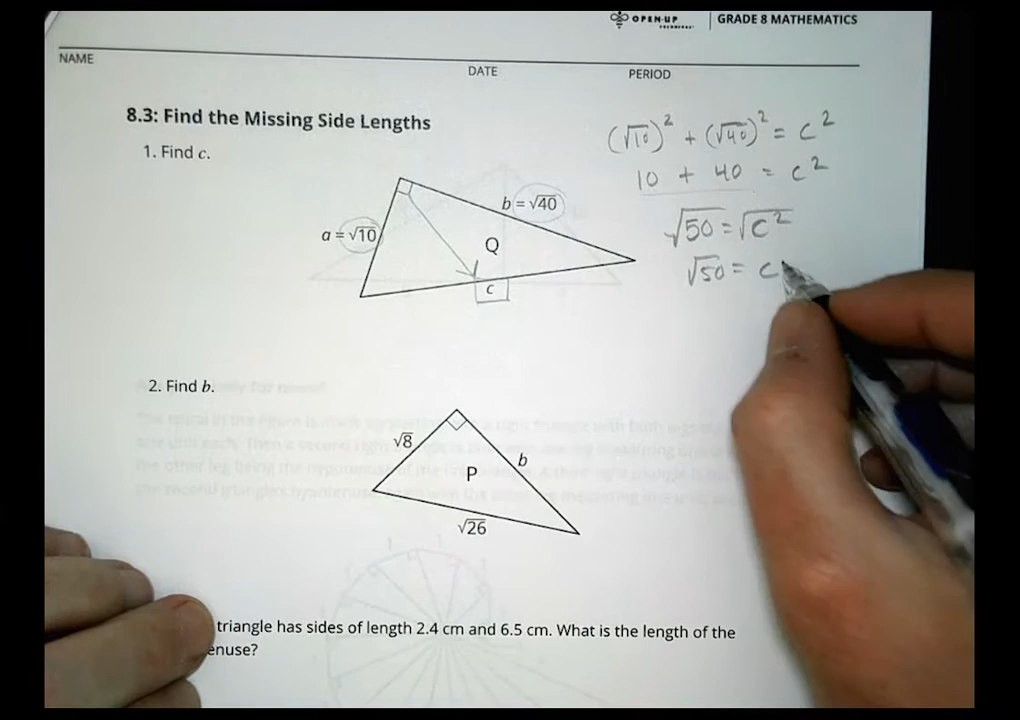 OPEN-UP
GRADE 8 MATHEMATICS
NAME
DATE
PERIOD
8.3: Find the Missing Side Lengths
1. Find c.
(√10)² + (√40)² = c²
10 + 40 = c²
√50 = √c²
√50 = c
b = √40
a = √10
Q
c
2. Find b.
√8
b
P
√26
triangle has sides of length 2.4 cm and 6.5 cm. What is the length of the
enuse?